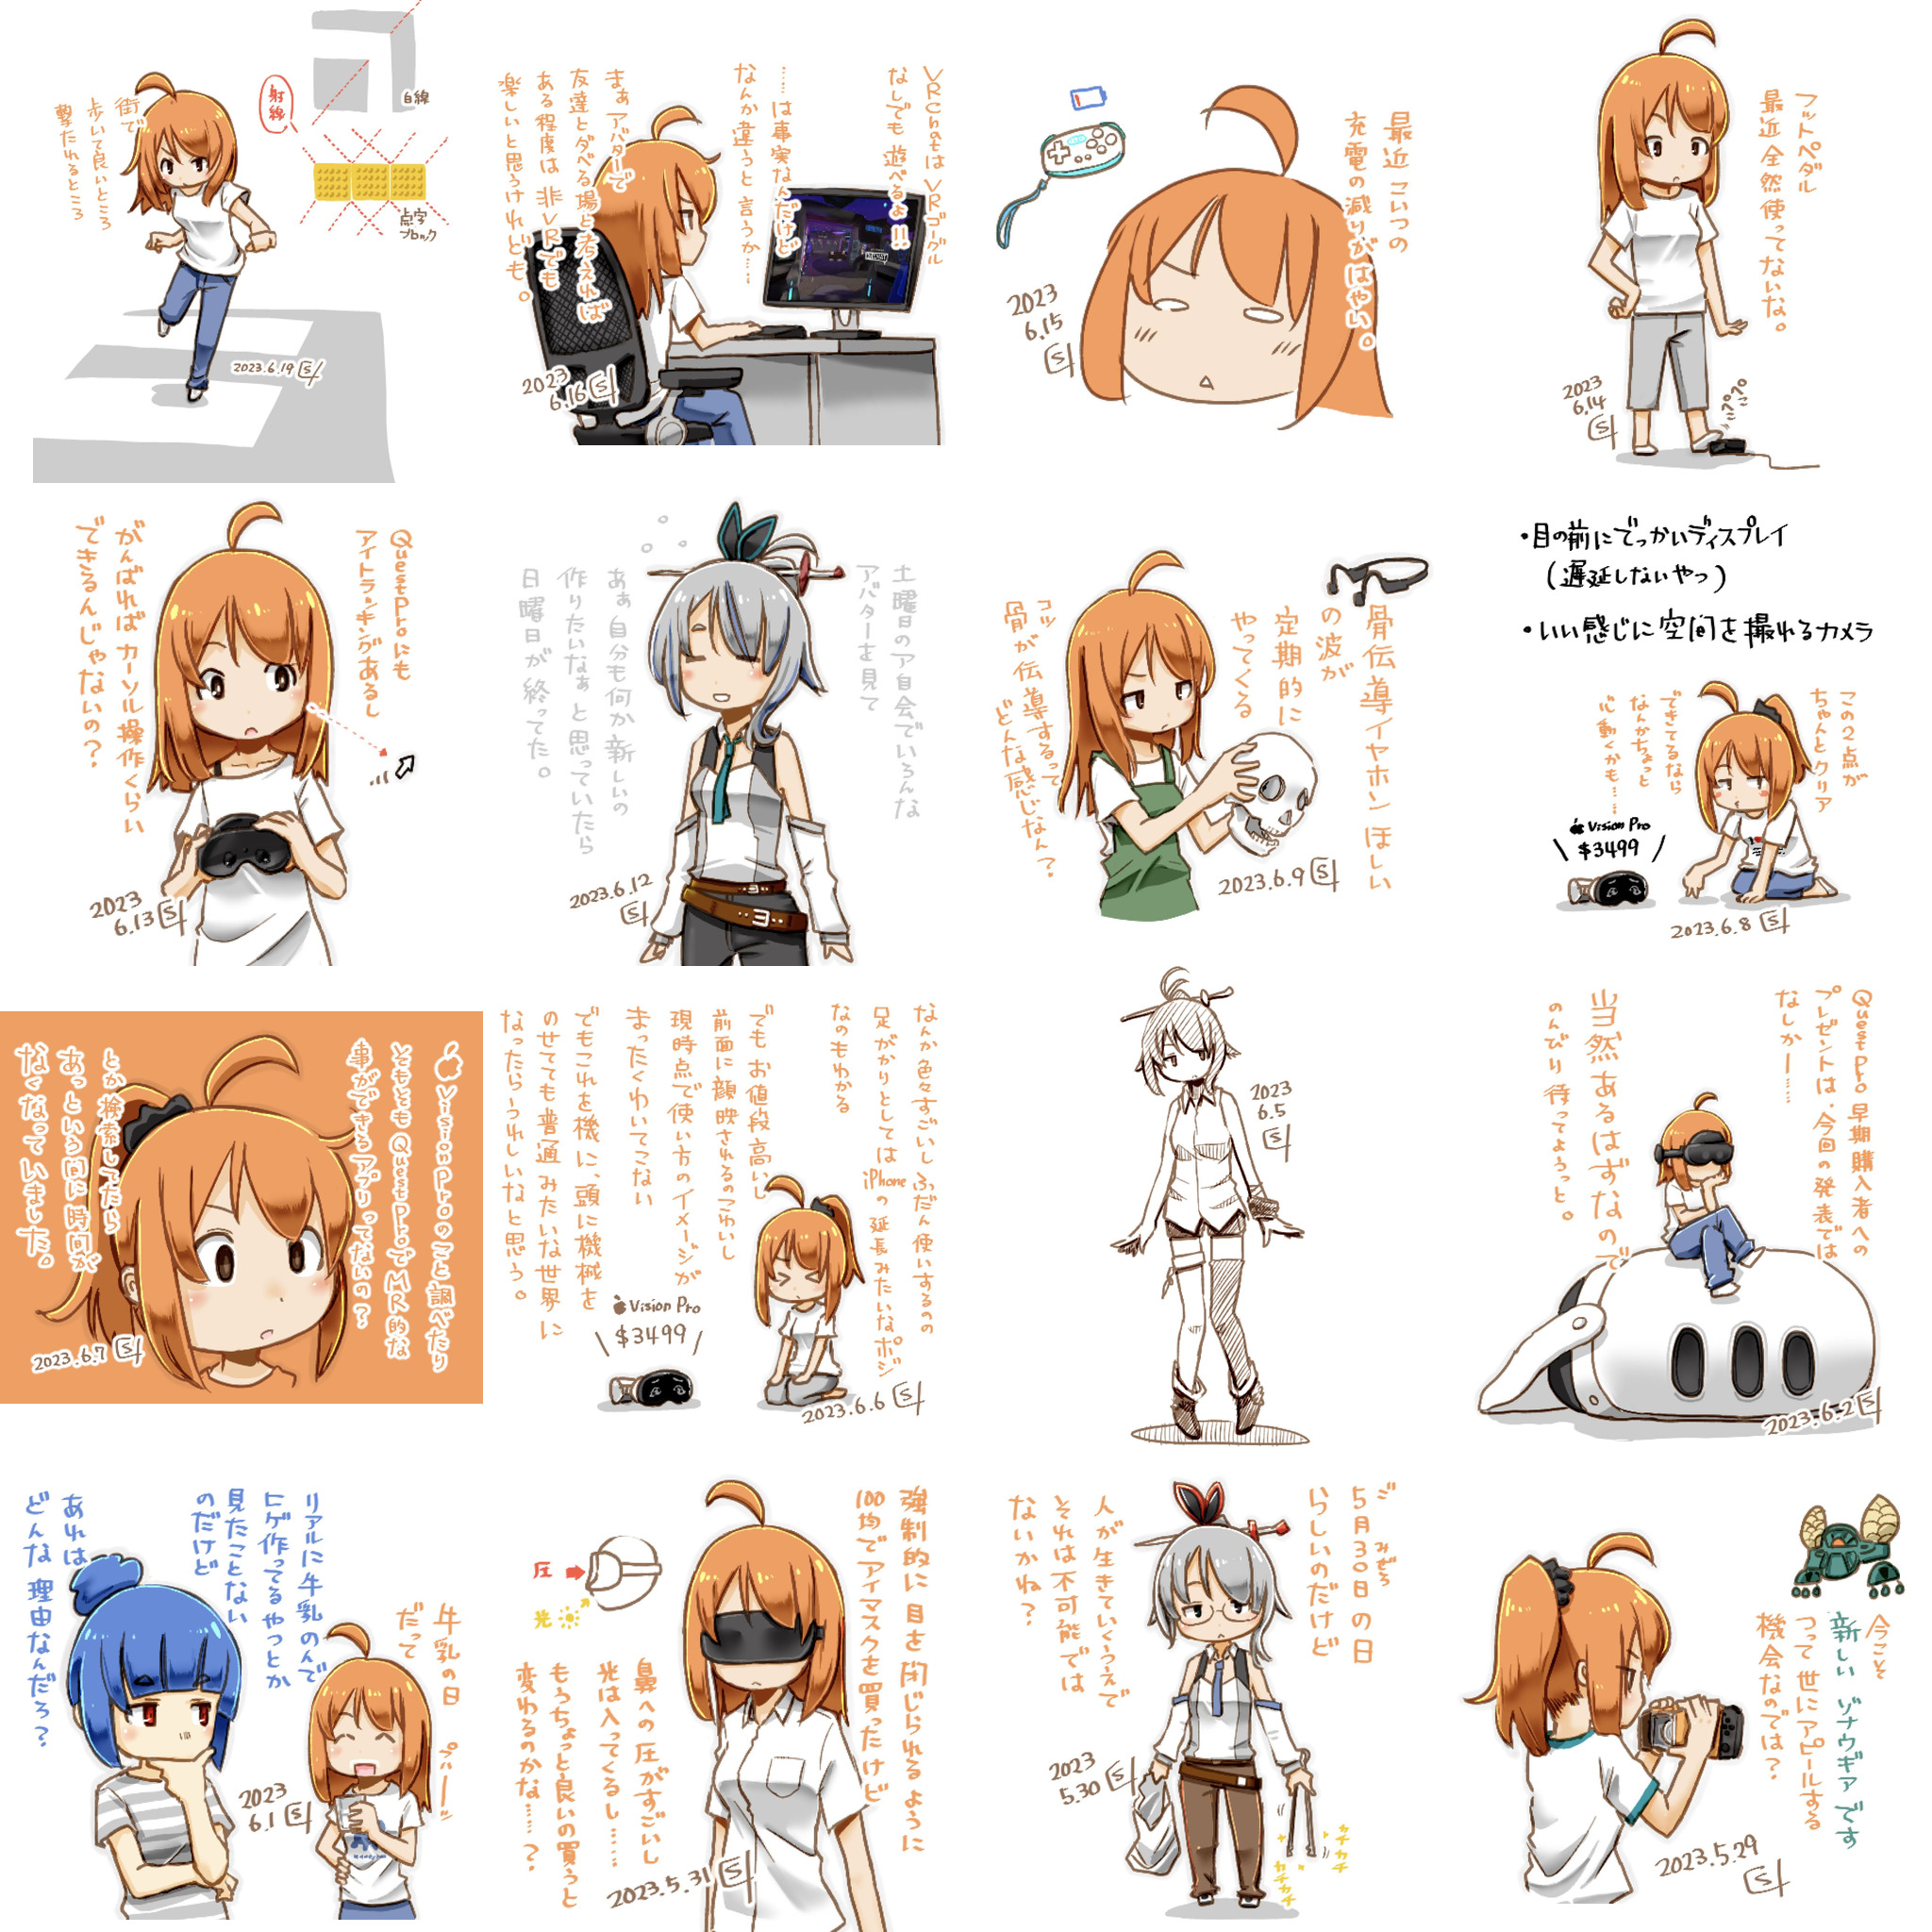 街で
歩いて良いところ
撃たれるところ
射線
白線
点字
ブロック
2023.6.19
VRChatはVRゴーグル
なしでも遊べるよ!!
……は事実なんだけど
なんか違うと言うか……
まぁ アバターで
友達とダベる場と考えれば
ある程度は非VRでも
楽しいと思うけれども。
2023
6.16
最近こいつの
充電の減りがはやい。
2023
6.15
フットペダル
最近全然使ってないな。
ペペペこ
2023
6.14
QuestProにも
アイトラッキングあるし
がんばればカーソル操作くらい
できるんじゃないの?
2023
6.13
土曜日のア自会でいろんな
アバターを見て
あぁ自分も何か新しいの
作りたいなぁと思っていたら
日曜日が終ってた。
2023.6.12
骨伝導イヤホンほしい
の波が
定期的に
やってくる
コッ
骨が伝導するって
どんな感じなん?
2023.6.9
・目の前にでっかいディスプレイ
(遅延しないやつ)
・いい感じに空間を撮れるカメラ
この2点が
ちゃんとクリア
できてるなら
なんかちょっと
心動くかも……
Vision Pro
\ $3499 /
2023.6.8
Vision Proのこと調べたり
そもそもQuestProでMR的な
事ができるアプリってないの?
とか検索してたら
あっという間に時間が
なくなっていました。
2023.6.7
なんか色々すごいしふだん使いするのの
足がかりとしてはiPhoneの延長みたいなポジ
なのもわかる
でもお値段高いし
前面に顔映されるのこわいし
現時点で使い方のイメージが
まったくわいてこない
でもこれを機に、頭に機械を
のせてても普通みたいな世界に
なったらうれしいなと思う。
Vision Pro
\ $3499 /
2023.6.6
2023
6.5
QuestPro早期購入者への
プレゼントは、今回の発表では
なしかー……
当然あるはずなので
のんびり待ってようっと。
2023.6.2
牛乳の日
だって
プハーッ
リアルに牛乳のんで
ヒゲ作ってるやつとか
見たことない
のだけど
あれは
どんな理由なんだろ?
2023
6.1
強制的に目を閉じられるように
100均でアイマスクを買ったけど
圧
光
鼻への圧がすごいし
光は入ってくるし……
もうちょっと良いの買うと
変わるのかな……?
2023.5.31
ご みぜろ
5月30日の日
らしいのだけど
人が生きていくうえで
それは不可能では
ないかね?
カチカチ
カチカチ
2023
5.30
今こそ
新しいゾナウギアです
つって世にアピールする
機会なのでは?
2023.5.29